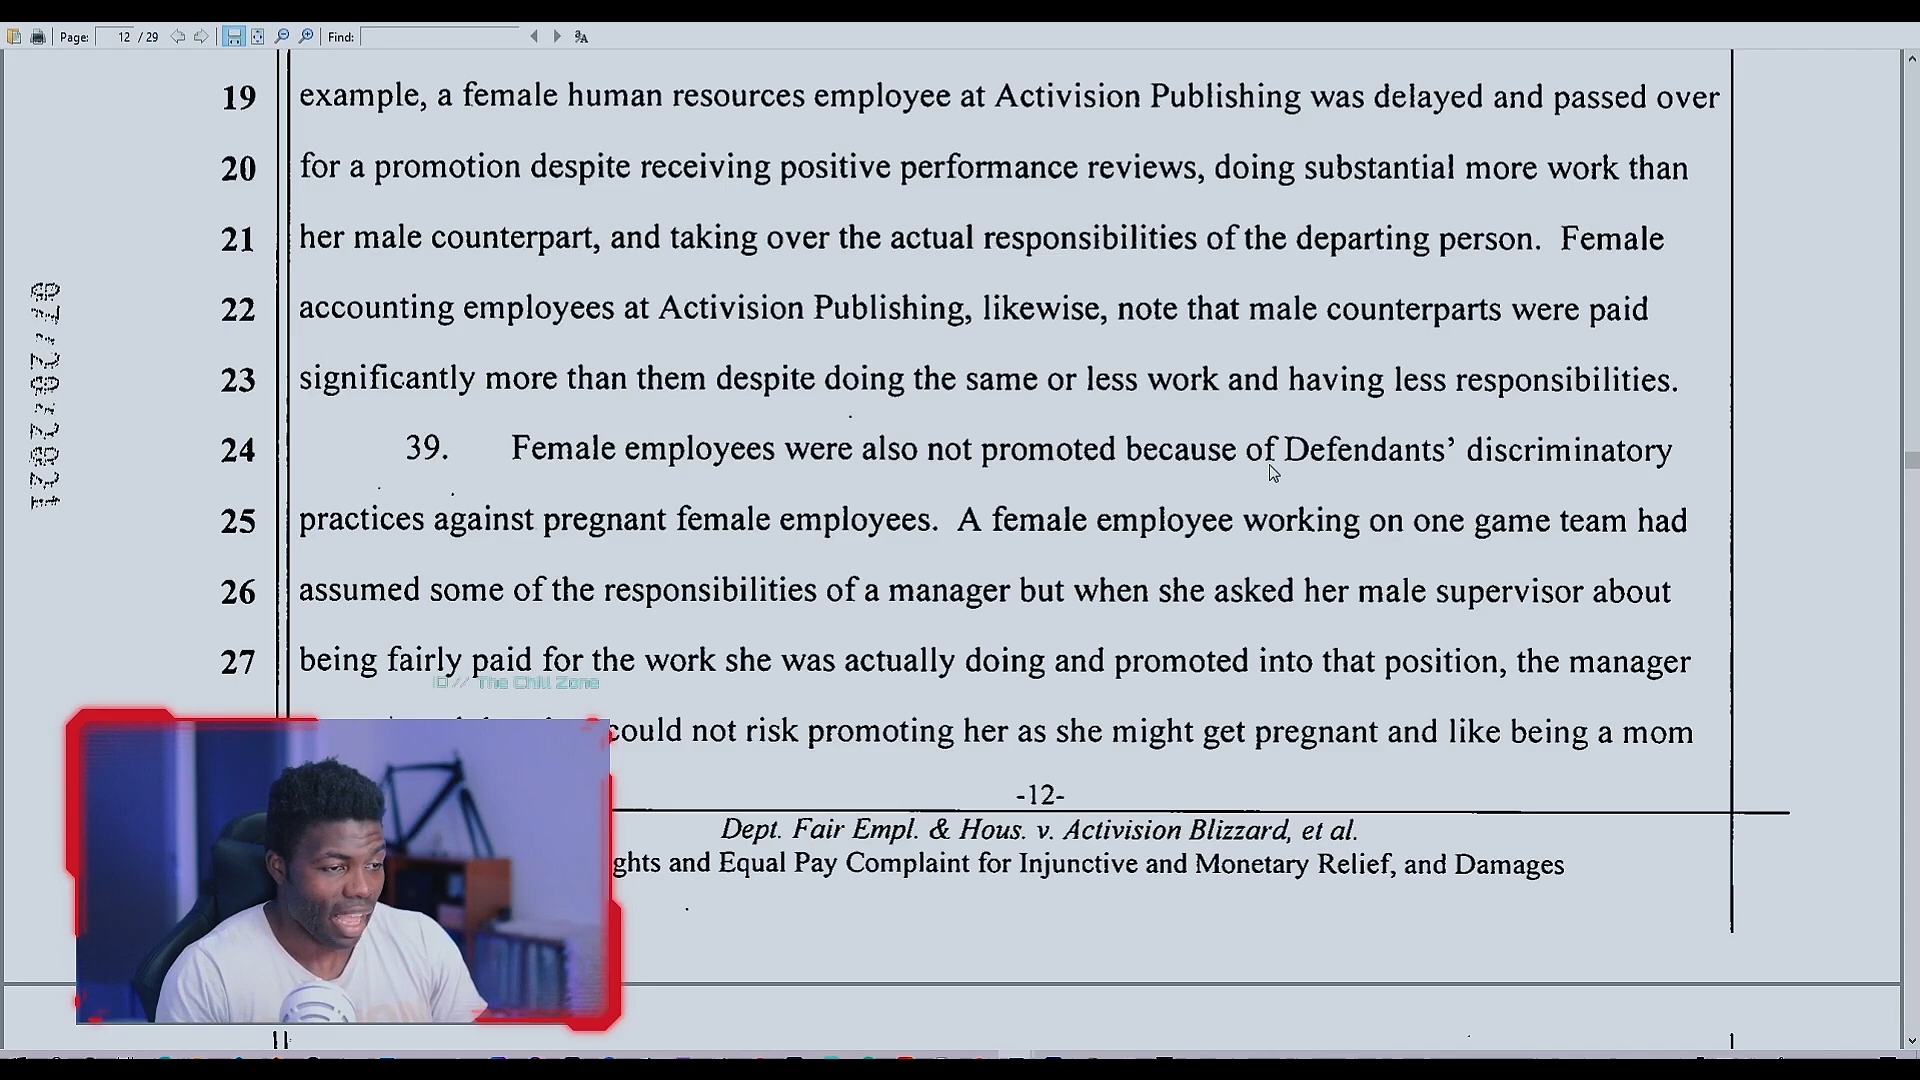 Page: 12 / 29 Find:
19 example, a female human resources employee at Activision Publishing was delayed and passed over
20 for a promotion despite receiving positive performance reviews, doing substantial more work than
21 her male counterpart, and taking over the actual responsibilities of the departing person. Female
22 accounting employees at Activision Publishing, likewise, note that male counterparts were paid
23 significantly more than them despite doing the same or less work and having less responsibilities.
24 39. Female employees were also not promoted because of Defendants' discriminatory
25 practices against pregnant female employees. A female employee working on one game team had
26 assumed some of the responsibilities of a manager but when she asked her male supervisor about
27 being fairly paid for the work she was actually doing and promoted into that position, the manager
iD // The Chill Zone
could not risk promoting her as she might get pregnant and like being a mom
-12-
Dept. Fair Empl. & Hous. v. Activision Blizzard, et al.
ghts and Equal Pay Complaint for Injunctive and Monetary Relief, and Damages